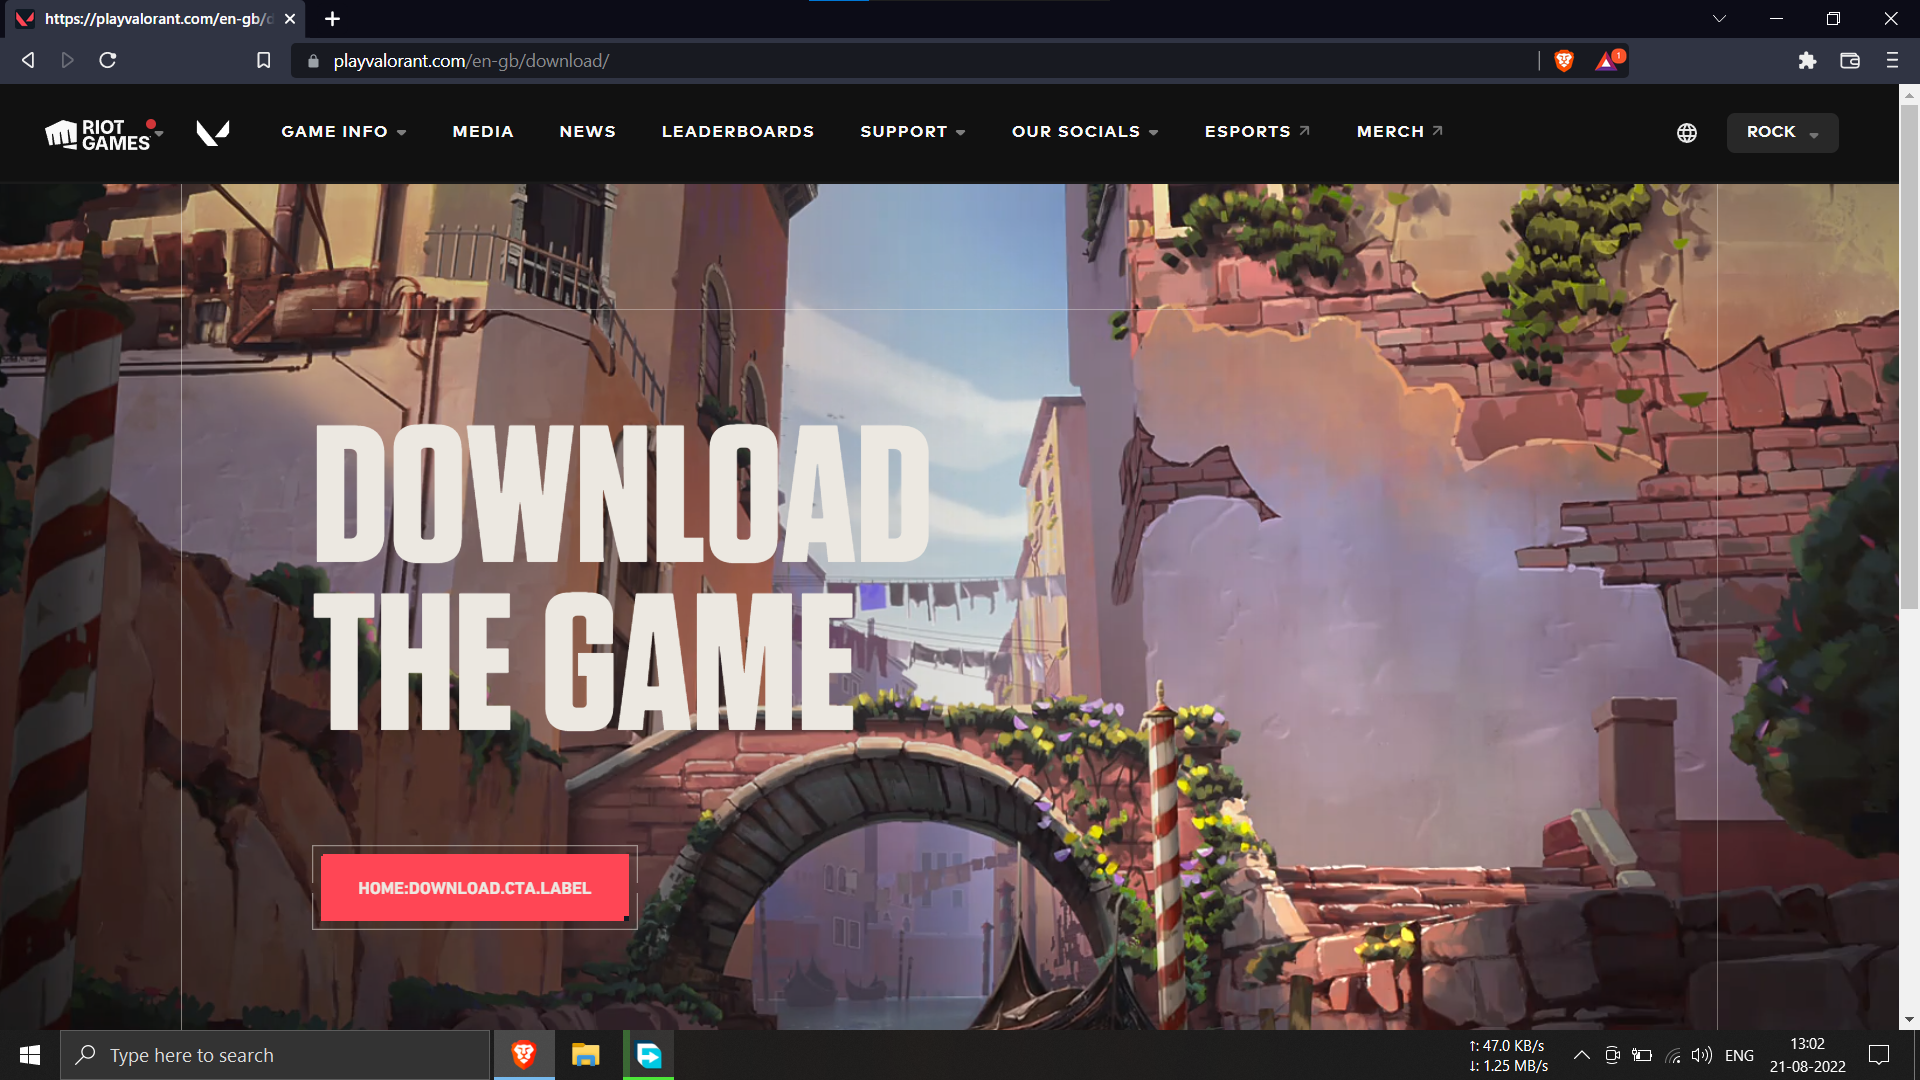 https://playvalorant.com/en-gb/d
playvalorant.com/en-gb/download/
1
RIOT
GAMES
GAME INFO
MEDIA
NEWS
LEADERBOARDS
SUPPORT
OUR SOCIALS
ESPORTS
MERCH
ROCK
DOWNLOAD
THE GAME
HOME:DOWNLOAD.CTA.LABEL
Type here to search
↑: 47.0 KB/s
↓: 1.25 MB/s
ENG
13:02
21-08-2022